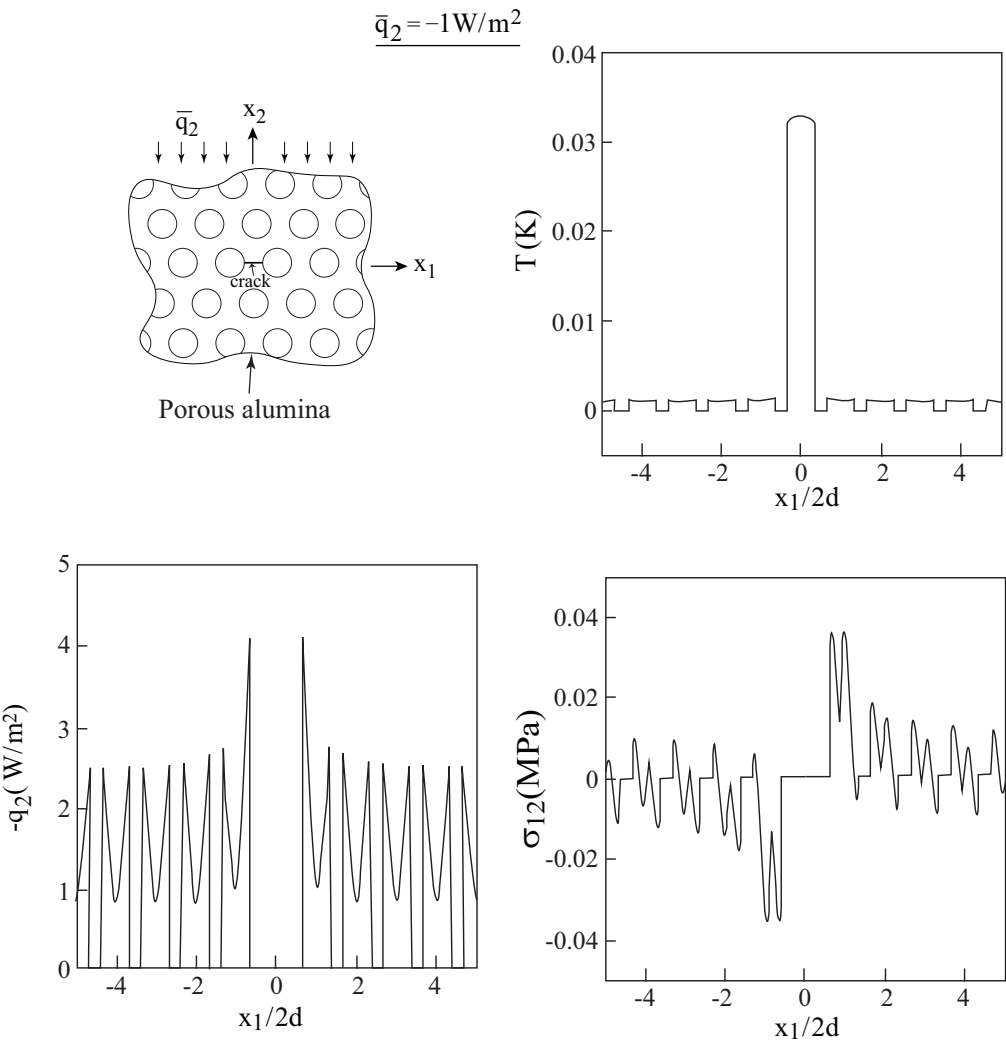 q̅₂ = −1W/m²
x₂
q̅₂
x₁
crack
Porous alumina
T(K)
0.04
0.03
0.02
0.01
0
-4
-2
0
2
4
x₁/2d
-q₂( W/m²)
5
4
3
2
1
0
-4
-2
0
2
4
x₁/2d
σ₁₂(MPa)
0.04
0.02
0
-0.02
-0.04
-4
-2
0
2
4
x₁/2d